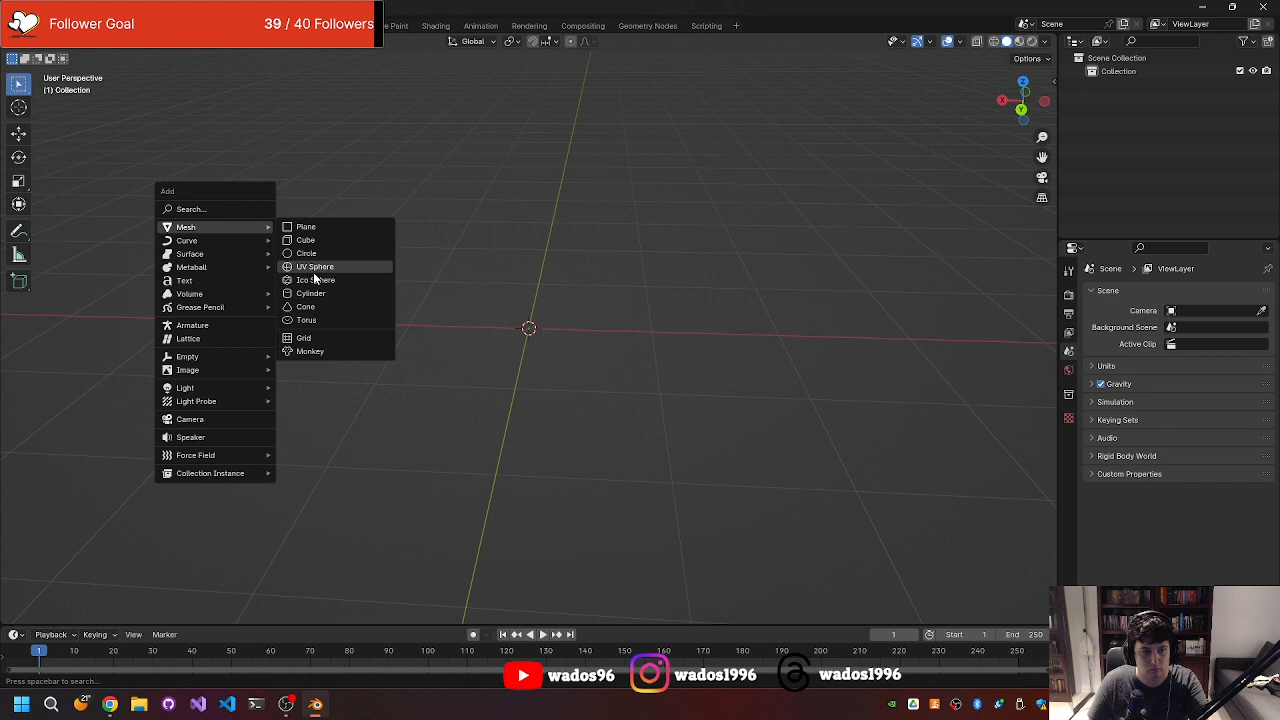 Follower Goal
39 / 40 Followers
Paint
Shading
Animation
Rendering
Compositing
Geometry Nodes
Scripting
+
Scene
ViewLayer
Global
Options
User Perspective
(1) Collection
X
Y
Z
Scene Collection
Collection
Add
Search...
Mesh
Curve
Surface
Metaball
Text
Volume
Grease Pencil
Armature
Lattice
Empty
Image
Light
Light Probe
Camera
Speaker
Force Field
Collection Instance
Plane
Cube
Circle
UV Sphere
Ico Sphere
Cylinder
Cone
Torus
Grid
Monkey
Scene
ViewLayer
Scene
Camera
Background Scene
Active Clip
Units
Gravity
Simulation
Keying Sets
Audio
Rigid Body World
Custom Properties
Playback
Keying
View
Marker
1
Start 1
End 250
1 10 20 30 40 50 60 70 80 90 100 110 120 130 140 150 160 170 180 190 200 210 220 230 240 250
Press spacebar to search...
wados96
wados1996
wados1996
21°